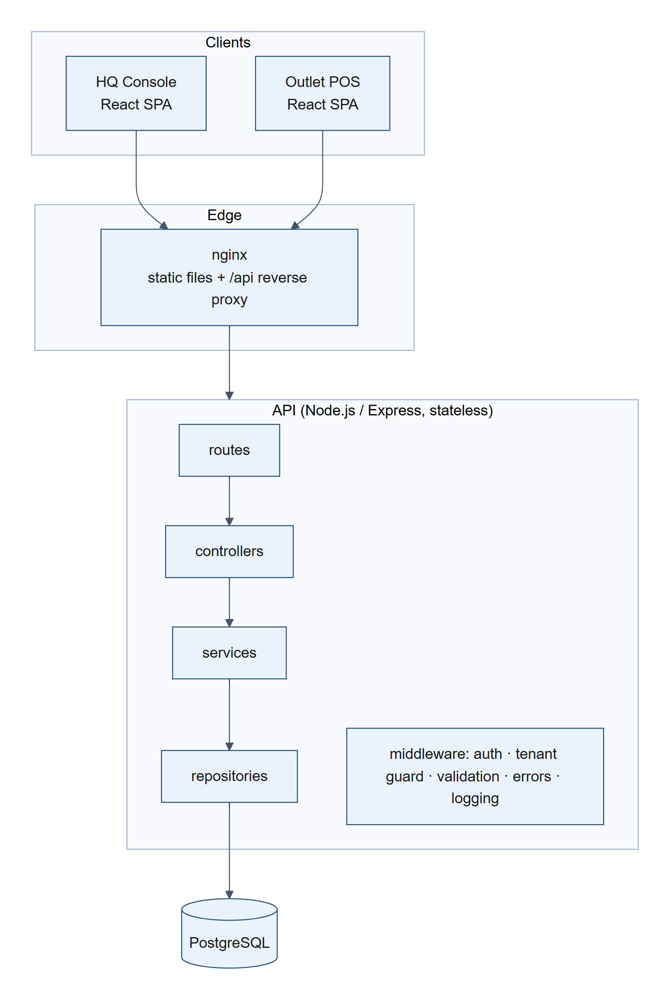 Clients
HQ Console
React SPA
Outlet POS
React SPA
Edge
nginx
static files + /api reverse
proxy
API (Node.js / Express, stateless)
routes
controllers
services
repositories
middleware: auth · tenant
guard · validation · errors ·
logging
PostgreSQL